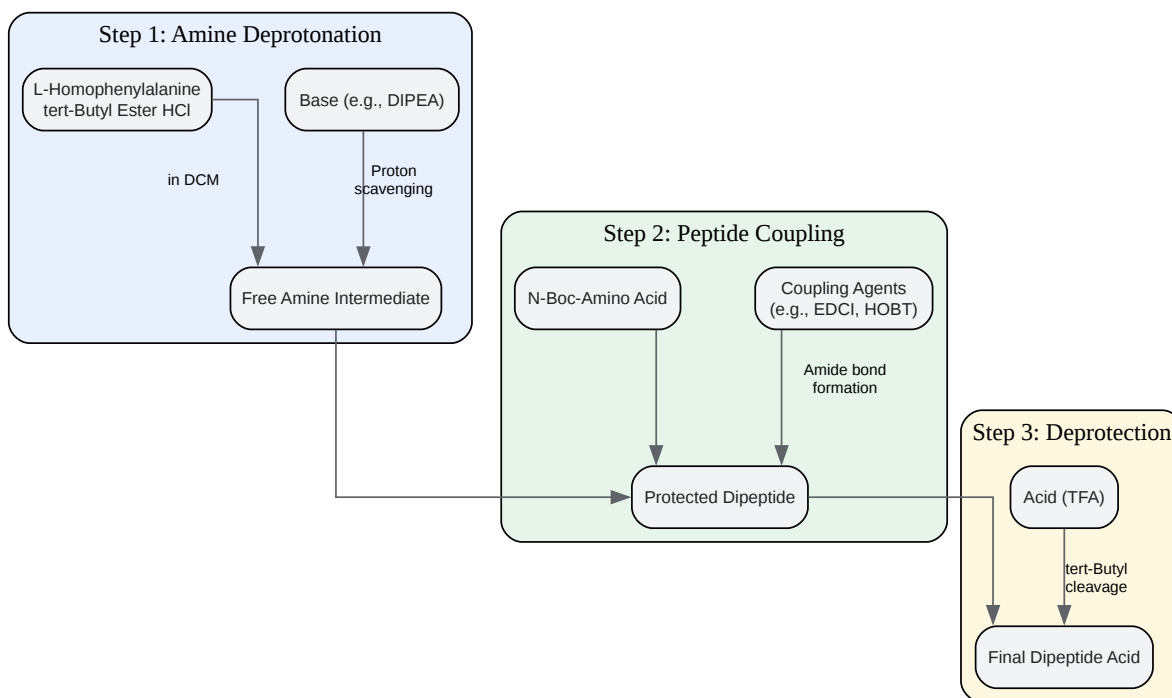 Step 1: Amine Deprotonation
L-Homophenylalanine
tert-Butyl Ester HCl
Base (e.g., DIPEA)
in DCM
Proton
scavenging
Free Amine Intermediate
Step 2: Peptide Coupling
N-Boc-Amino Acid
Coupling Agents
(e.g., EDCI, HOBT)
Amide bond
formation
Protected Dipeptide
Step 3: Deprotection
Acid (TFA)
tert-Butyl
cleavage
Final Dipeptide Acid